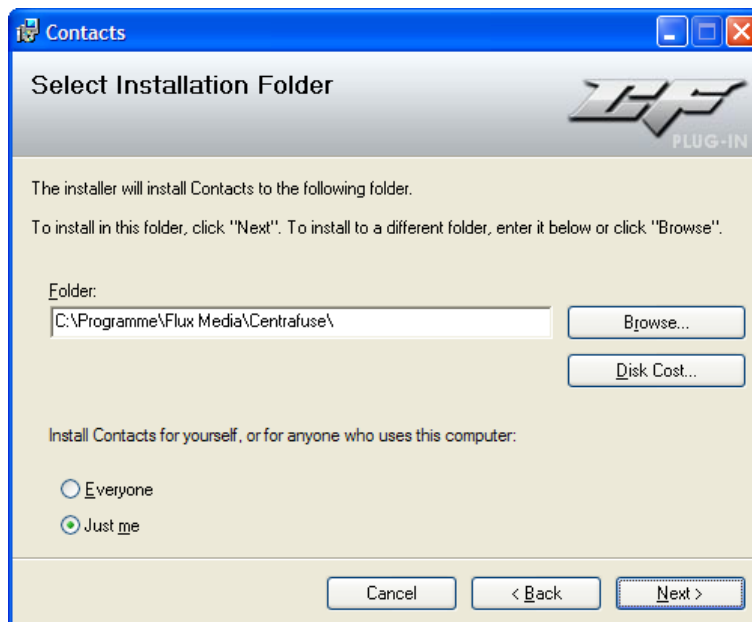 Contacts
Select Installation Folder
CF
PLUG-IN
The installer will install Contacts to the following folder.
To install in this folder, click "Next". To install to a different folder, enter it below or click "Browse".
Folder:
C:\Programme\Flux Media\Centrafuse\
Browse...
Disk Cost...
Install Contacts for yourself, or for anyone who uses this computer:
Everyone
Just me
Cancel
< Back
Next >